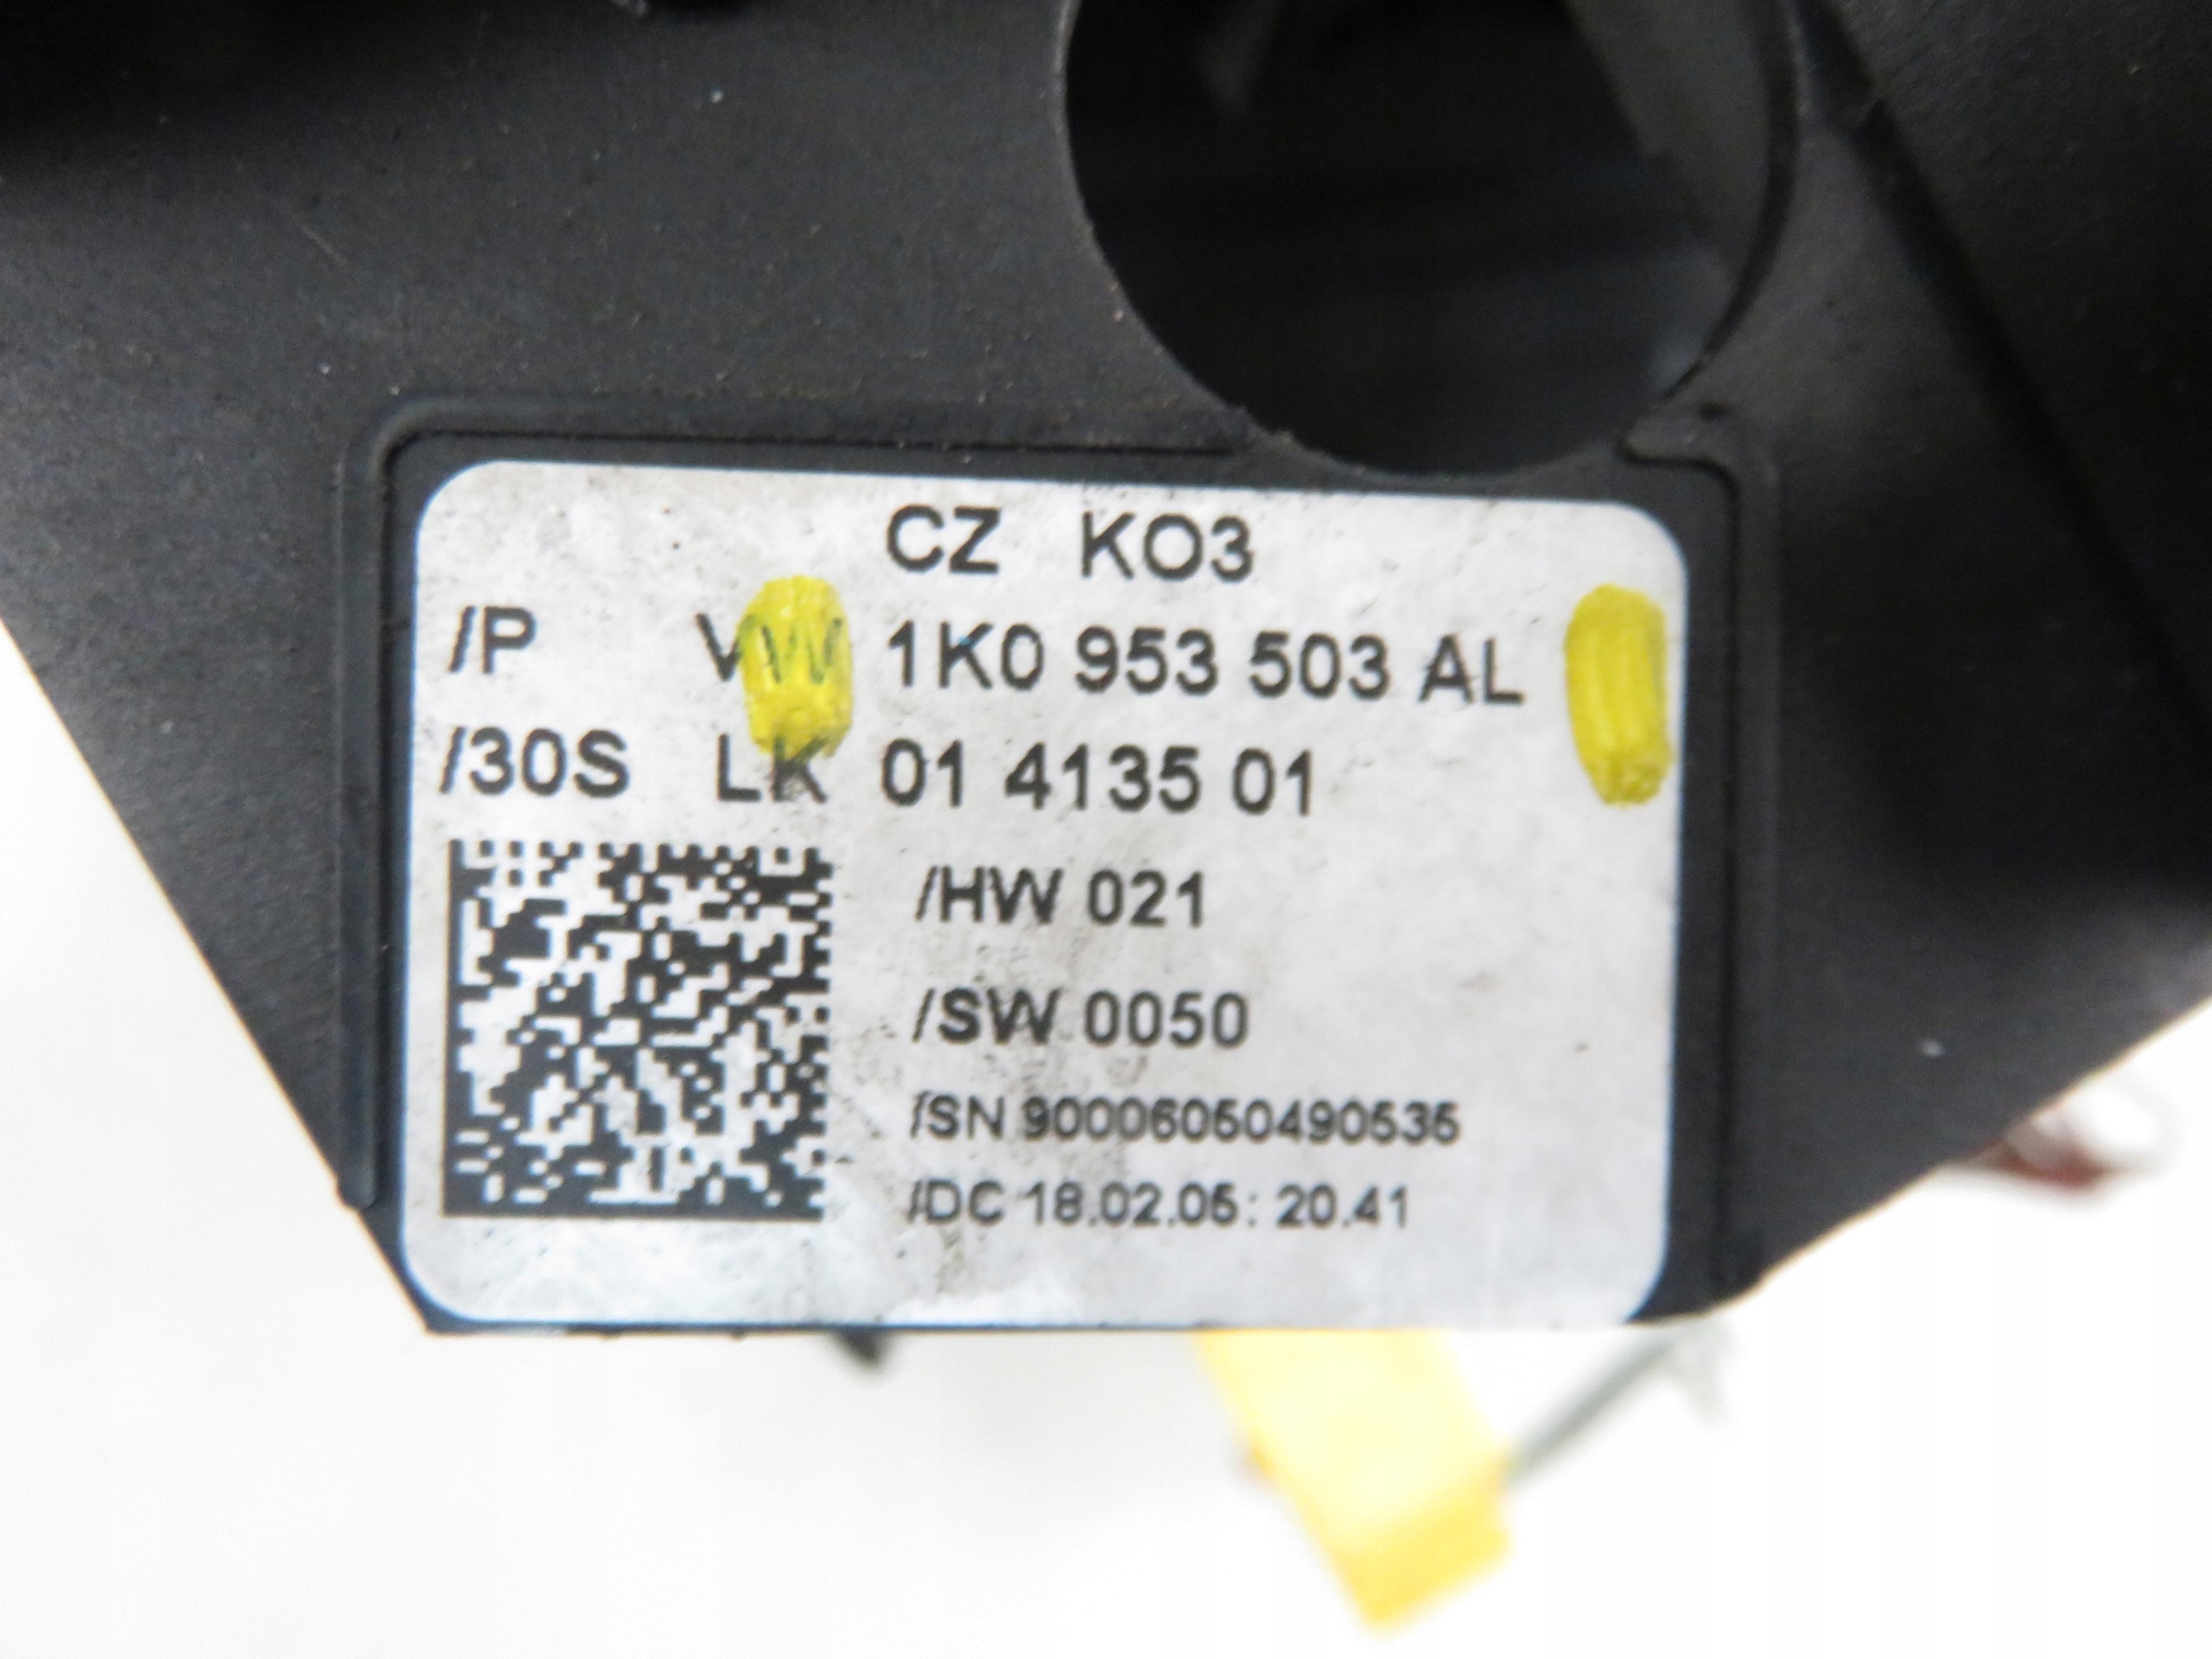 CZ KO3
/P VW 1K0 953 503 AL
/30S LK 01 4135 01
/HW 021
/SW 0050
/SN 90006050490535
/DC 18.02.05: 20.41